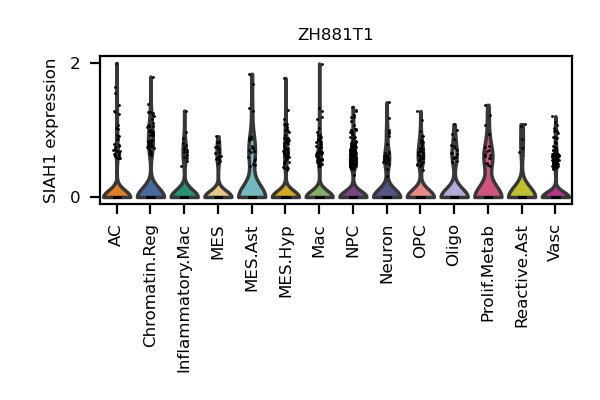 ZH881T1
SIAH1 expression
2
0
AC
Chromatin.Reg
Inflammatory.Mac
MES
MES.Ast
MES.Hyp
Mac
NPC
Neuron
OPC
Oligo
Prolif.Metab
Reactive.Ast
Vasc